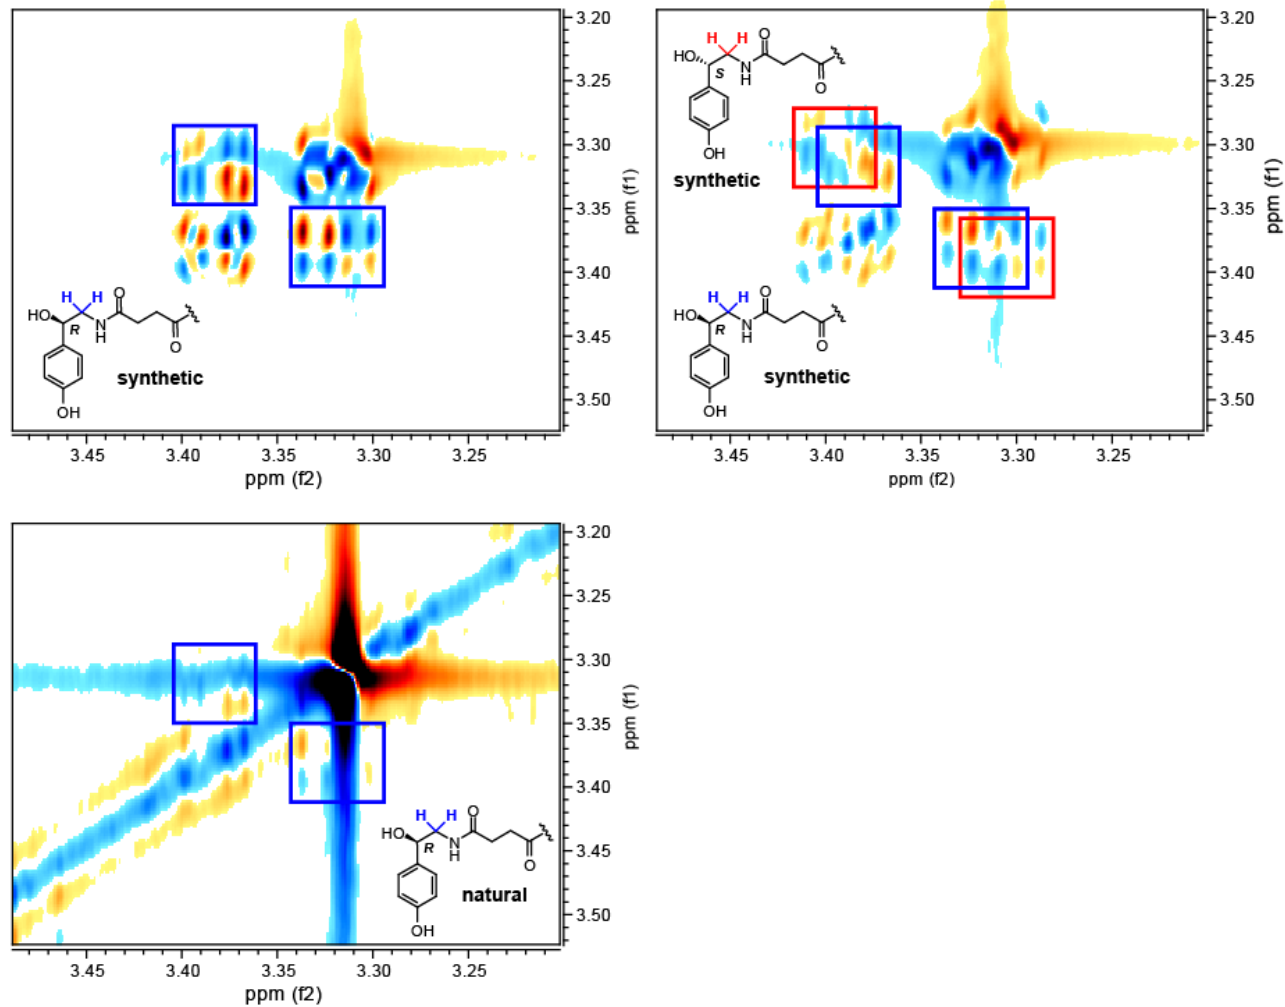 3.20
3.25
3.30
3.35
3.40
3.45
3.50
ppm (f1)
3.45 3.40 3.35 3.30 3.25
ppm (f2)
H H
HO
R
N
H
O
O
OH
synthetic
3.20
3.25
3.30
3.35
3.40
3.45
3.50
ppm (f1)
3.45 3.40 3.35 3.30 3.25
ppm (f2)
H H
HO
S
N
H
O
O
OH
synthetic
H H
HO
R
N
H
O
O
OH
synthetic
3.20
3.25
3.30
3.35
3.40
3.45
3.50
ppm (f1)
3.45 3.40 3.35 3.30 3.25
ppm (f2)
H H
HO
R
N
H
O
O
OH
natural